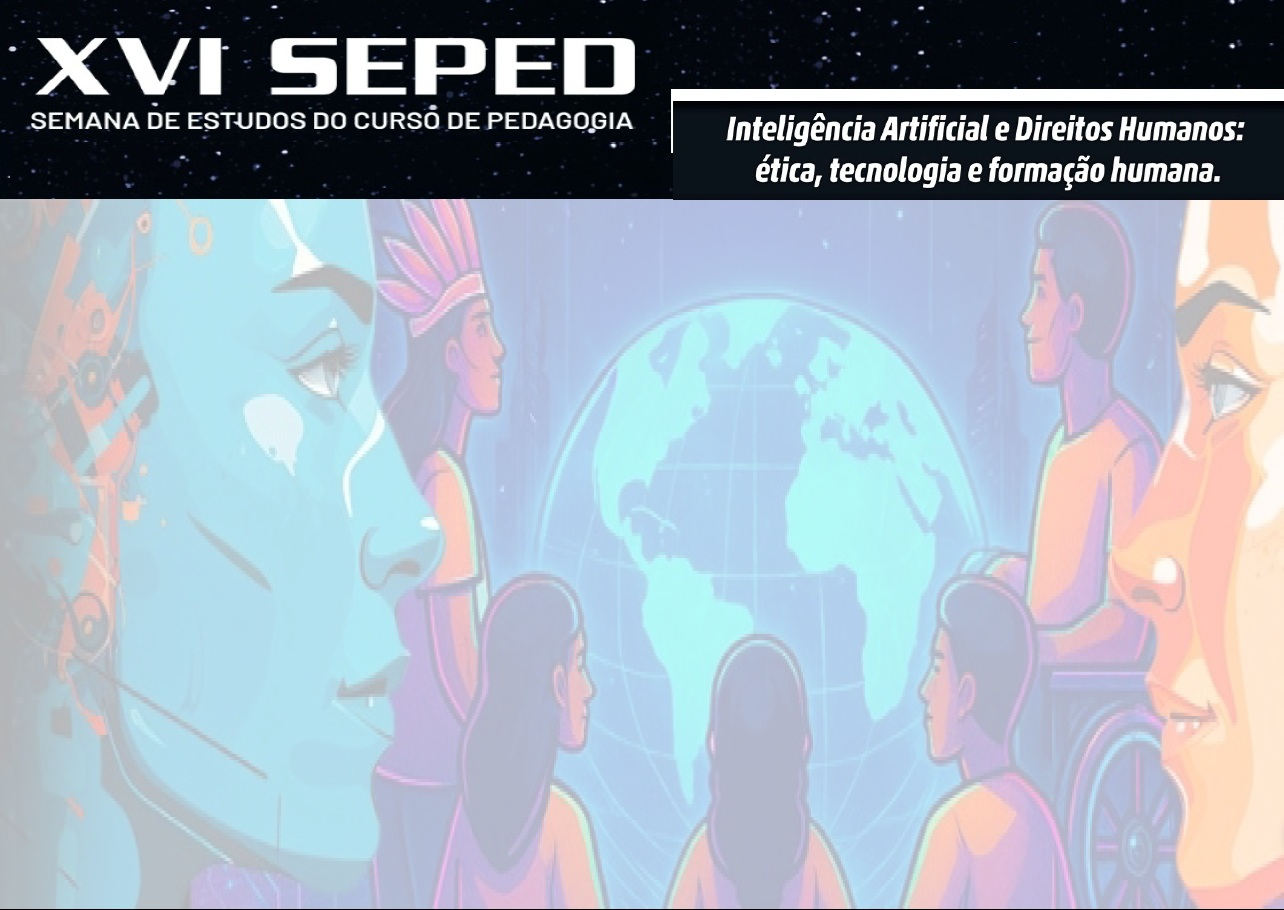 XVI SEPED
SEMANA DE ESTUDOS DO CURSO DE PEDAGOGIA
Inteligência Artificial e Direitos Humanos:
ética, tecnologia e formação humana.